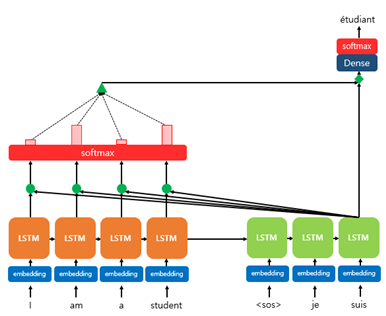 étudiant
softmax
Dense
softmax
LSTM LSTM LSTM LSTM LSTM LSTM LSTM
embedding embedding embedding embedding embedding embedding embedding
I am a student <sos> je suis